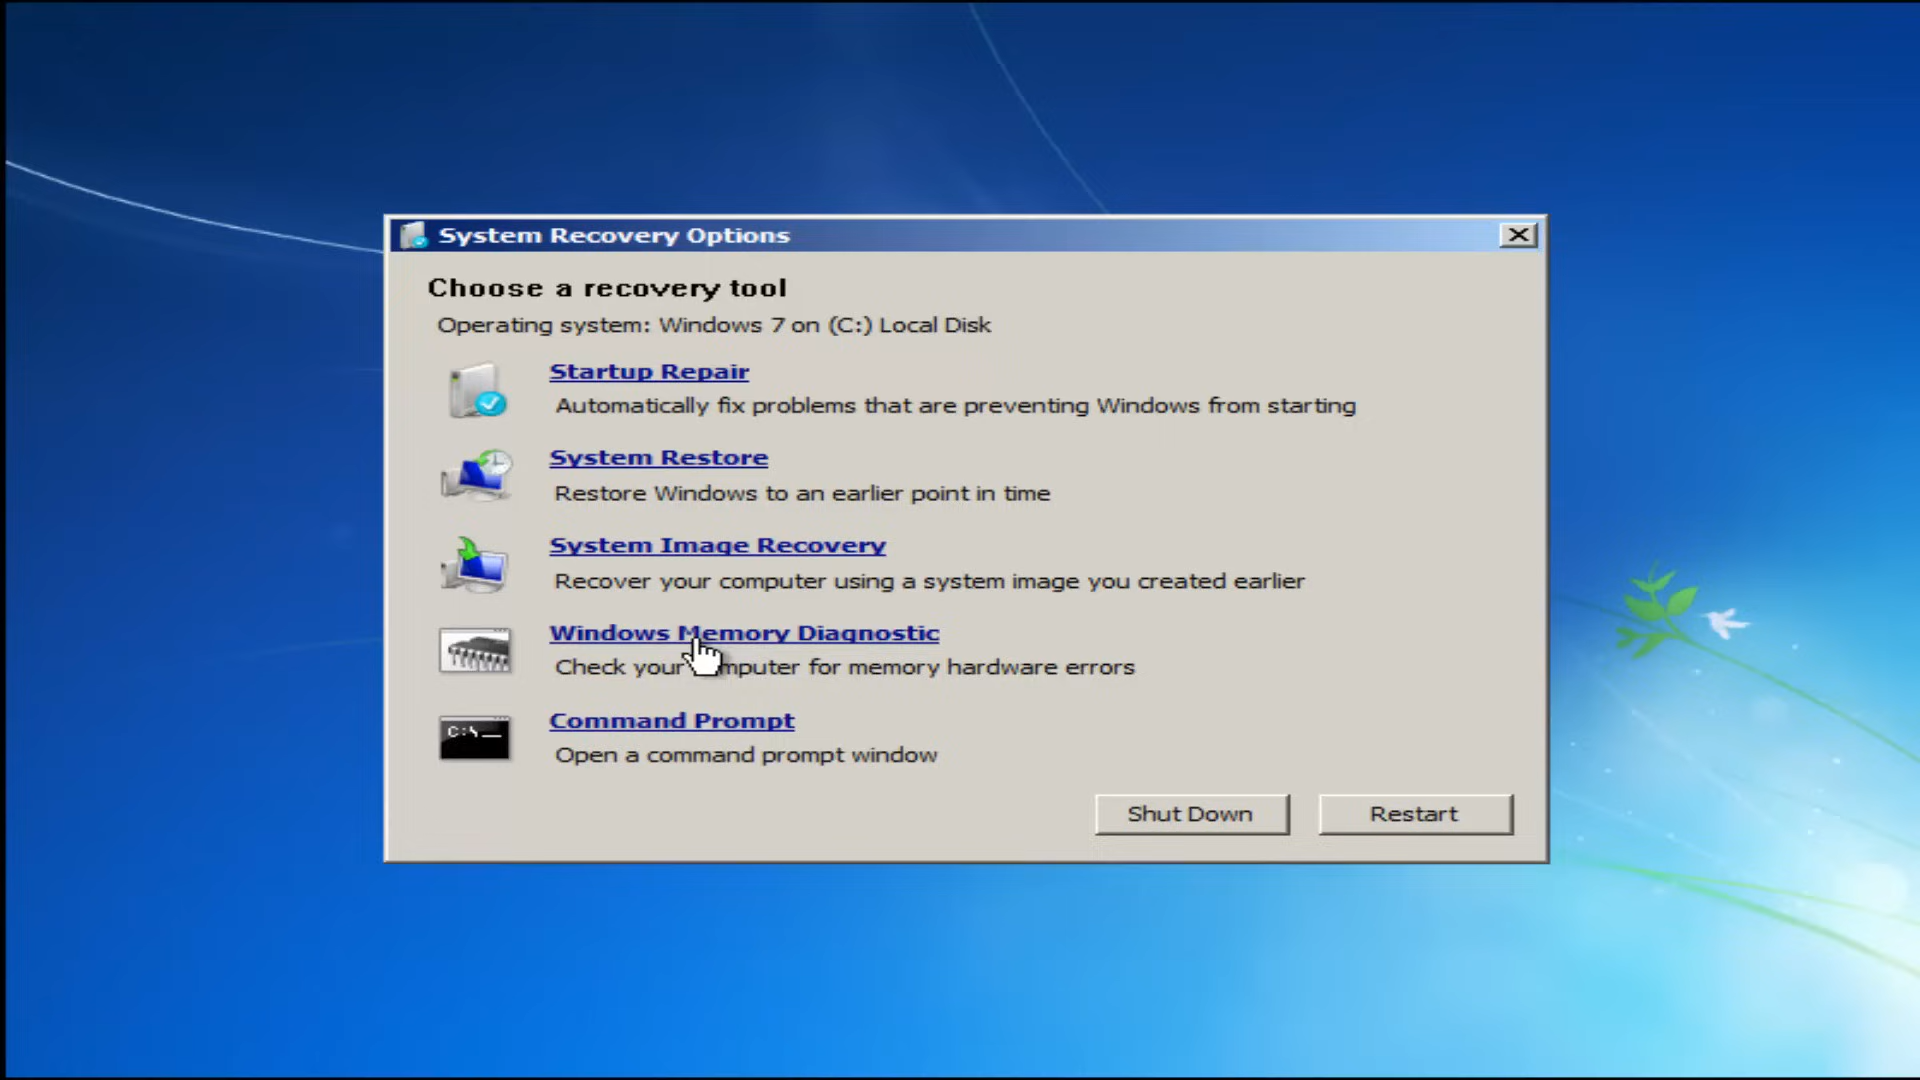 System Recovery Options
Choose a recovery tool
Operating system: Windows 7 on (C:) Local Disk
Startup Repair
Automatically fix problems that are preventing Windows from starting
System Restore
Restore Windows to an earlier point in time
System Image Recovery
Recover your computer using a system image you created earlier
Windows Memory Diagnostic
Check your computer for memory hardware errors
C:\_
Command Prompt
Open a command prompt window
Shut Down
Restart